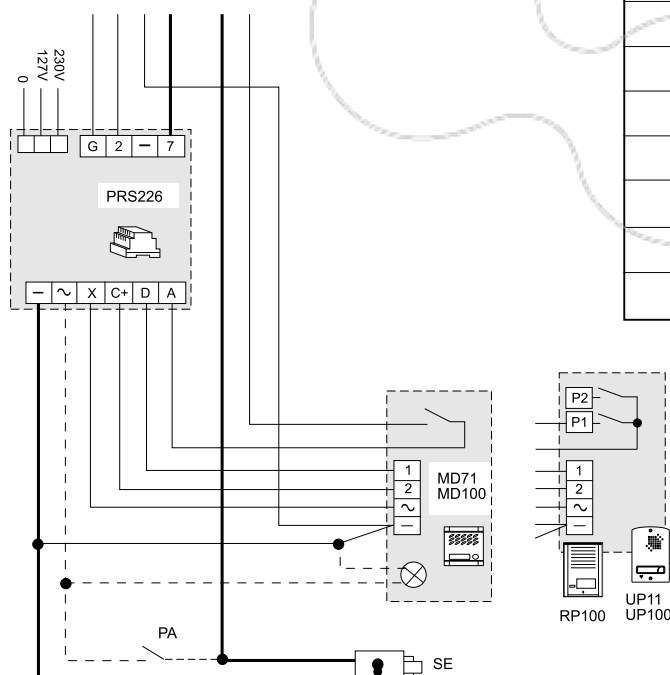 0
127V
230V
G 2 – 7
PRS226
– ~ X C+ D A
P2
P1
1
2
~
–
MD71
MD100
1
2
~
–
RP100
UP11
UP100
PA
SE